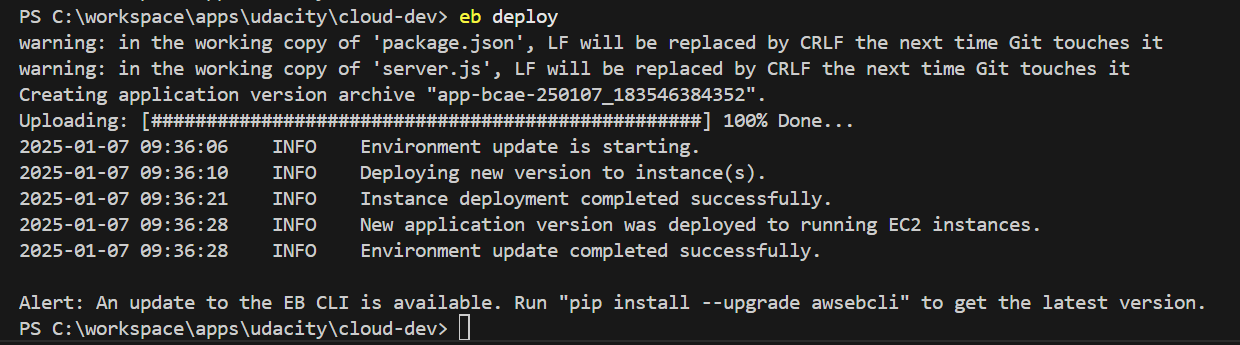 PS C:\workspace\apps\udacity\cloud-dev> eb deploy
warning: in the working copy of 'package.json', LF will be replaced by CRLF the next time Git touches it
warning: in the working copy of 'server.js', LF will be replaced by CRLF the next time Git touches it
Creating application version archive "app-bcae-250107_183546384352".
Uploading: [##################################################] 100% Done...
2025-01-07 09:36:06    INFO    Environment update is starting.
2025-01-07 09:36:10    INFO    Deploying new version to instance(s).
2025-01-07 09:36:21    INFO    Instance deployment completed successfully.
2025-01-07 09:36:28    INFO    New application version was deployed to running EC2 instances.
2025-01-07 09:36:28    INFO    Environment update completed successfully.
Alert: An update to the EB CLI is available. Run "pip install --upgrade awsebcli" to get the latest version.
PS C:\workspace\apps\udacity\cloud-dev>